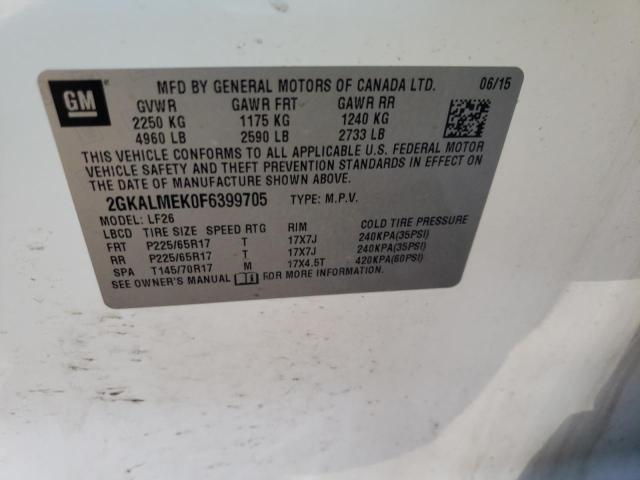 GM
MFD BY GENERAL MOTORS OF CANADA LTD. 06/15
GVWR GAWR FRT GAWR RR
2250 KG 1175 KG 1240 KG
4960 LB 2590 LB 2733 LB
THIS VEHICLE CONFORMS TO ALL APPLICABLE U.S. FEDERAL MOTOR
VEHICLE SAFETY AND THEFT PREVENTION STANDARDS IN EFFECT ON
THE DATE OF MANUFACTURE SHOWN ABOVE.
2GKALMEK0F6399705 TYPE: M.P.V.
MODEL: LF26
LBCD TIRE SIZE SPEED RTG RIM COLD TIRE PRESSURE
FRT P225/65R17 T 17X7J 240KPA(35PSI)
RR P225/65R17 T 17X7J 240KPA(35PSI)
SPA T145/70R17 M 17X4.5T 420KPA(60PSI)
SEE OWNER'S MANUAL FOR MORE INFORMATION.